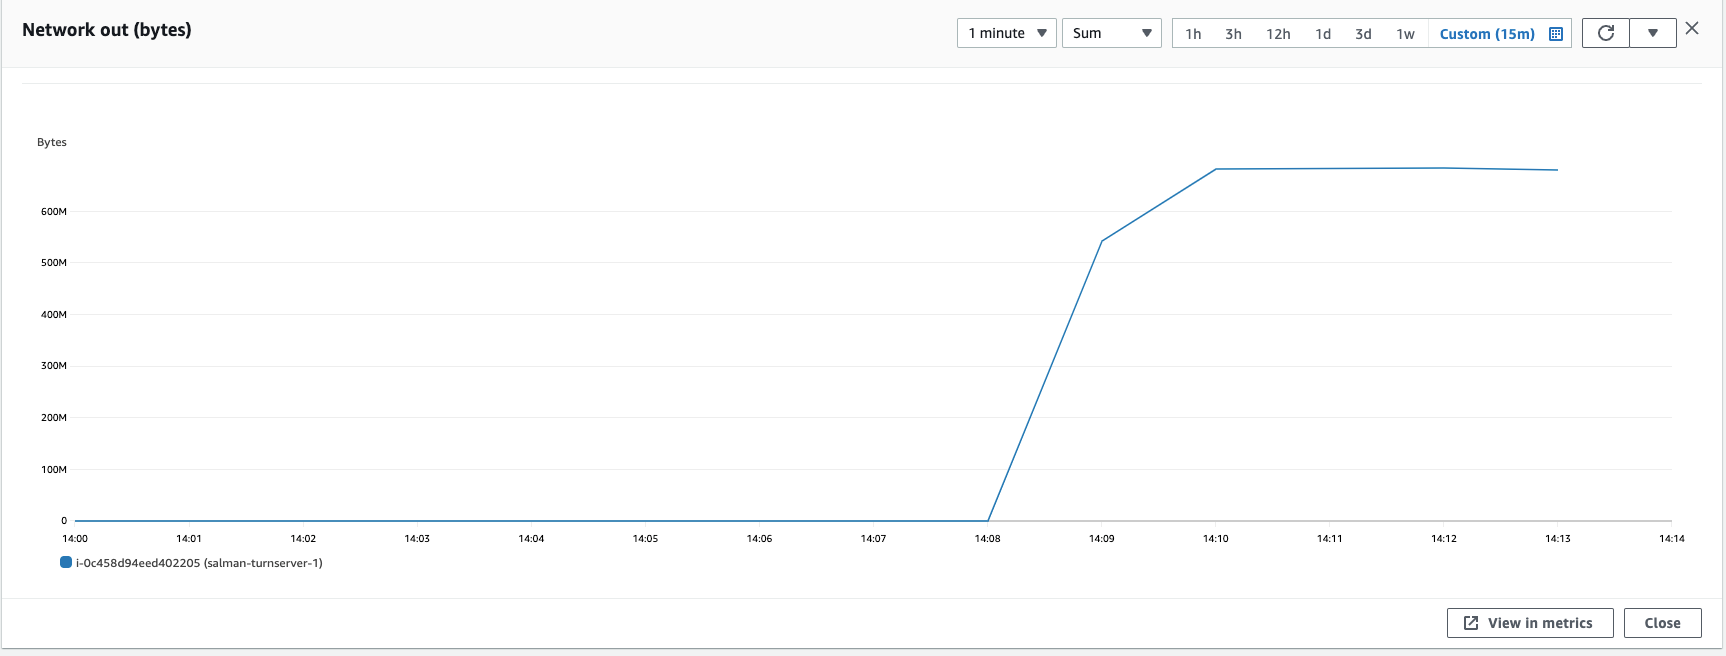 Network out (bytes)
1 minute
Sum
1h 3h 12h 1d 3d 1w Custom (15m)
Bytes
600M
500M
400M
300M
200M
100M
0
14:00 14:01 14:02 14:03 14:04 14:05 14:06 14:07 14:08 14:09 14:10 14:11 14:12 14:13 14:14
i-0c458d94eed402205 (salman-turnserver-1)
View in metrics
Close